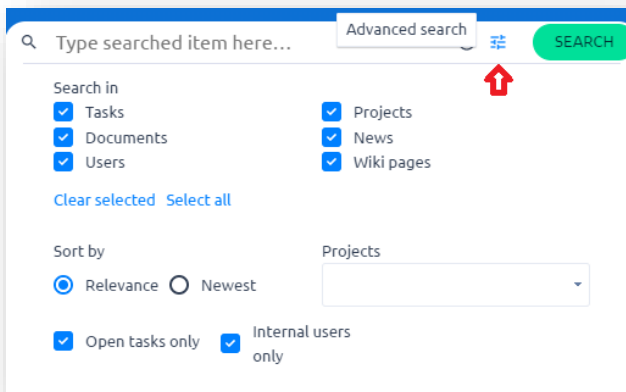 Advanced search
Type searched item here...
SEARCH
Search in
Tasks
Projects
Documents
News
Users
Wiki pages
Clear selected Select all
Sort by
Projects
Relevance Newest
Open tasks only
Internal users
only